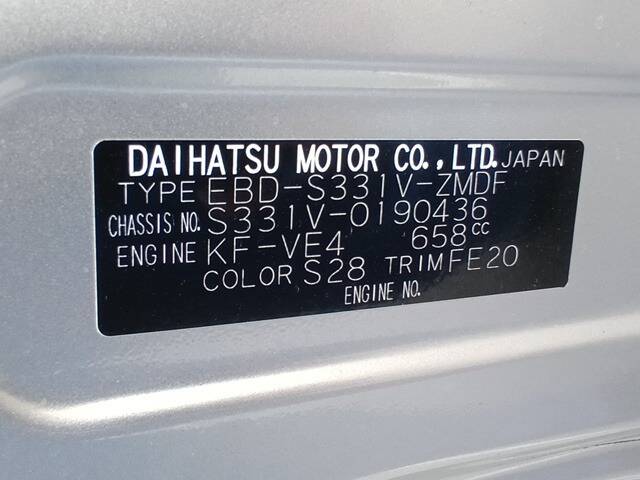 DAIHATSU MOTOR CO.,LTD. JAPAN
TYPE EBD-S331V-ZMDF
CHASSIS NO. S331V-0190436
ENGINE KF-VE4 658cc
COLOR S28 TRIM FE20
ENGINE NO.